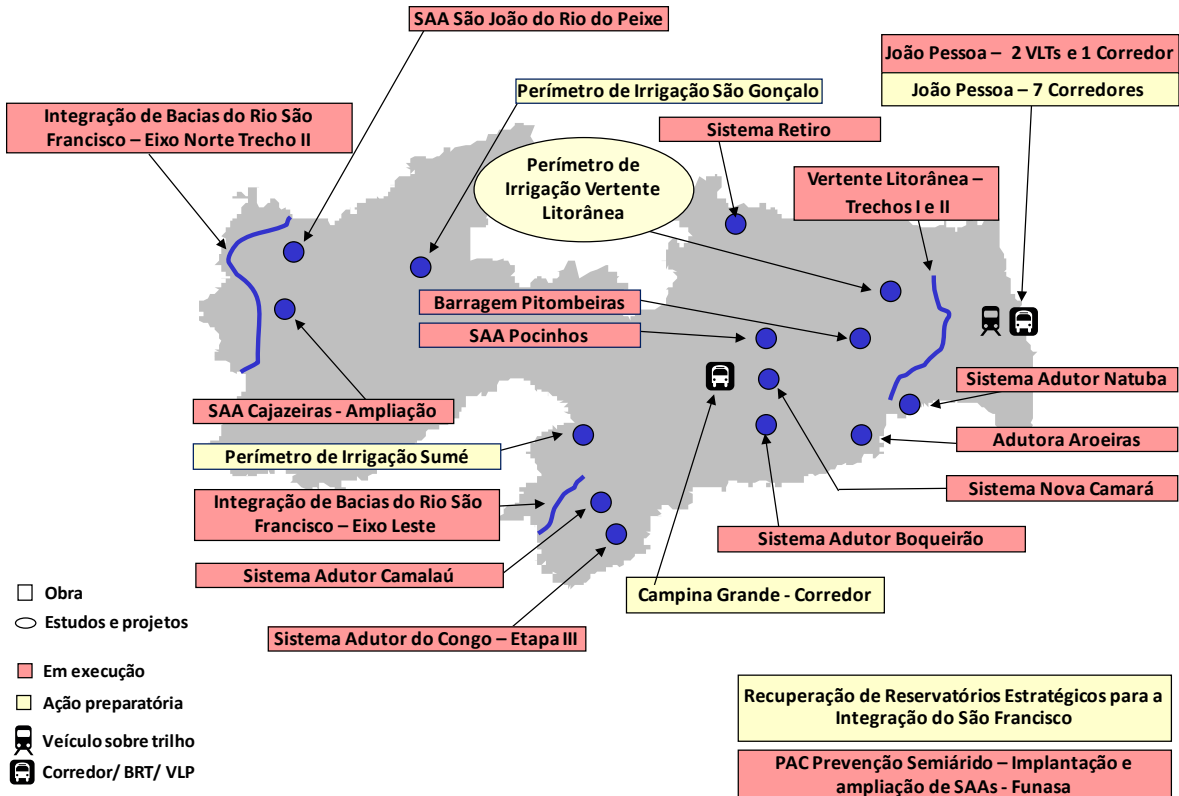 SAA São João do Rio do Peixe
João Pessoa – 2 VLTs e 1 Corredor
João Pessoa – 7 Corredores
Perímetro de Irrigação São Gonçalo
Integração de Bacias do Rio São
Francisco – Eixo Norte Trecho II
Sistema Retiro
Perímetro de
Irrigação Vertente
Litorânea
Vertente Litorânea –
Trechos I e II
Barragem Pitombeiras
SAA Pocinhos
Sistema Adutor Natuba
SAA Cajazeiras - Ampliação
Adutora Aroeiras
Perímetro de Irrigação Sumé
Sistema Nova Camará
Integração de Bacias do Rio São
Francisco – Eixo Leste
Sistema Adutor Boqueirão
Sistema Adutor Camalaú
Campina Grande - Corredor
Sistema Adutor do Congo – Etapa III
Obra
Estudos e projetos
Em execução
Ação preparatória
Veículo sobre trilho
Corredor/ BRT/ VLP
Recuperação de Reservatórios Estratégicos para a
Integração do São Francisco
PAC Prevenção Semiárido – Implantação e
ampliação de SAAs - Funasa